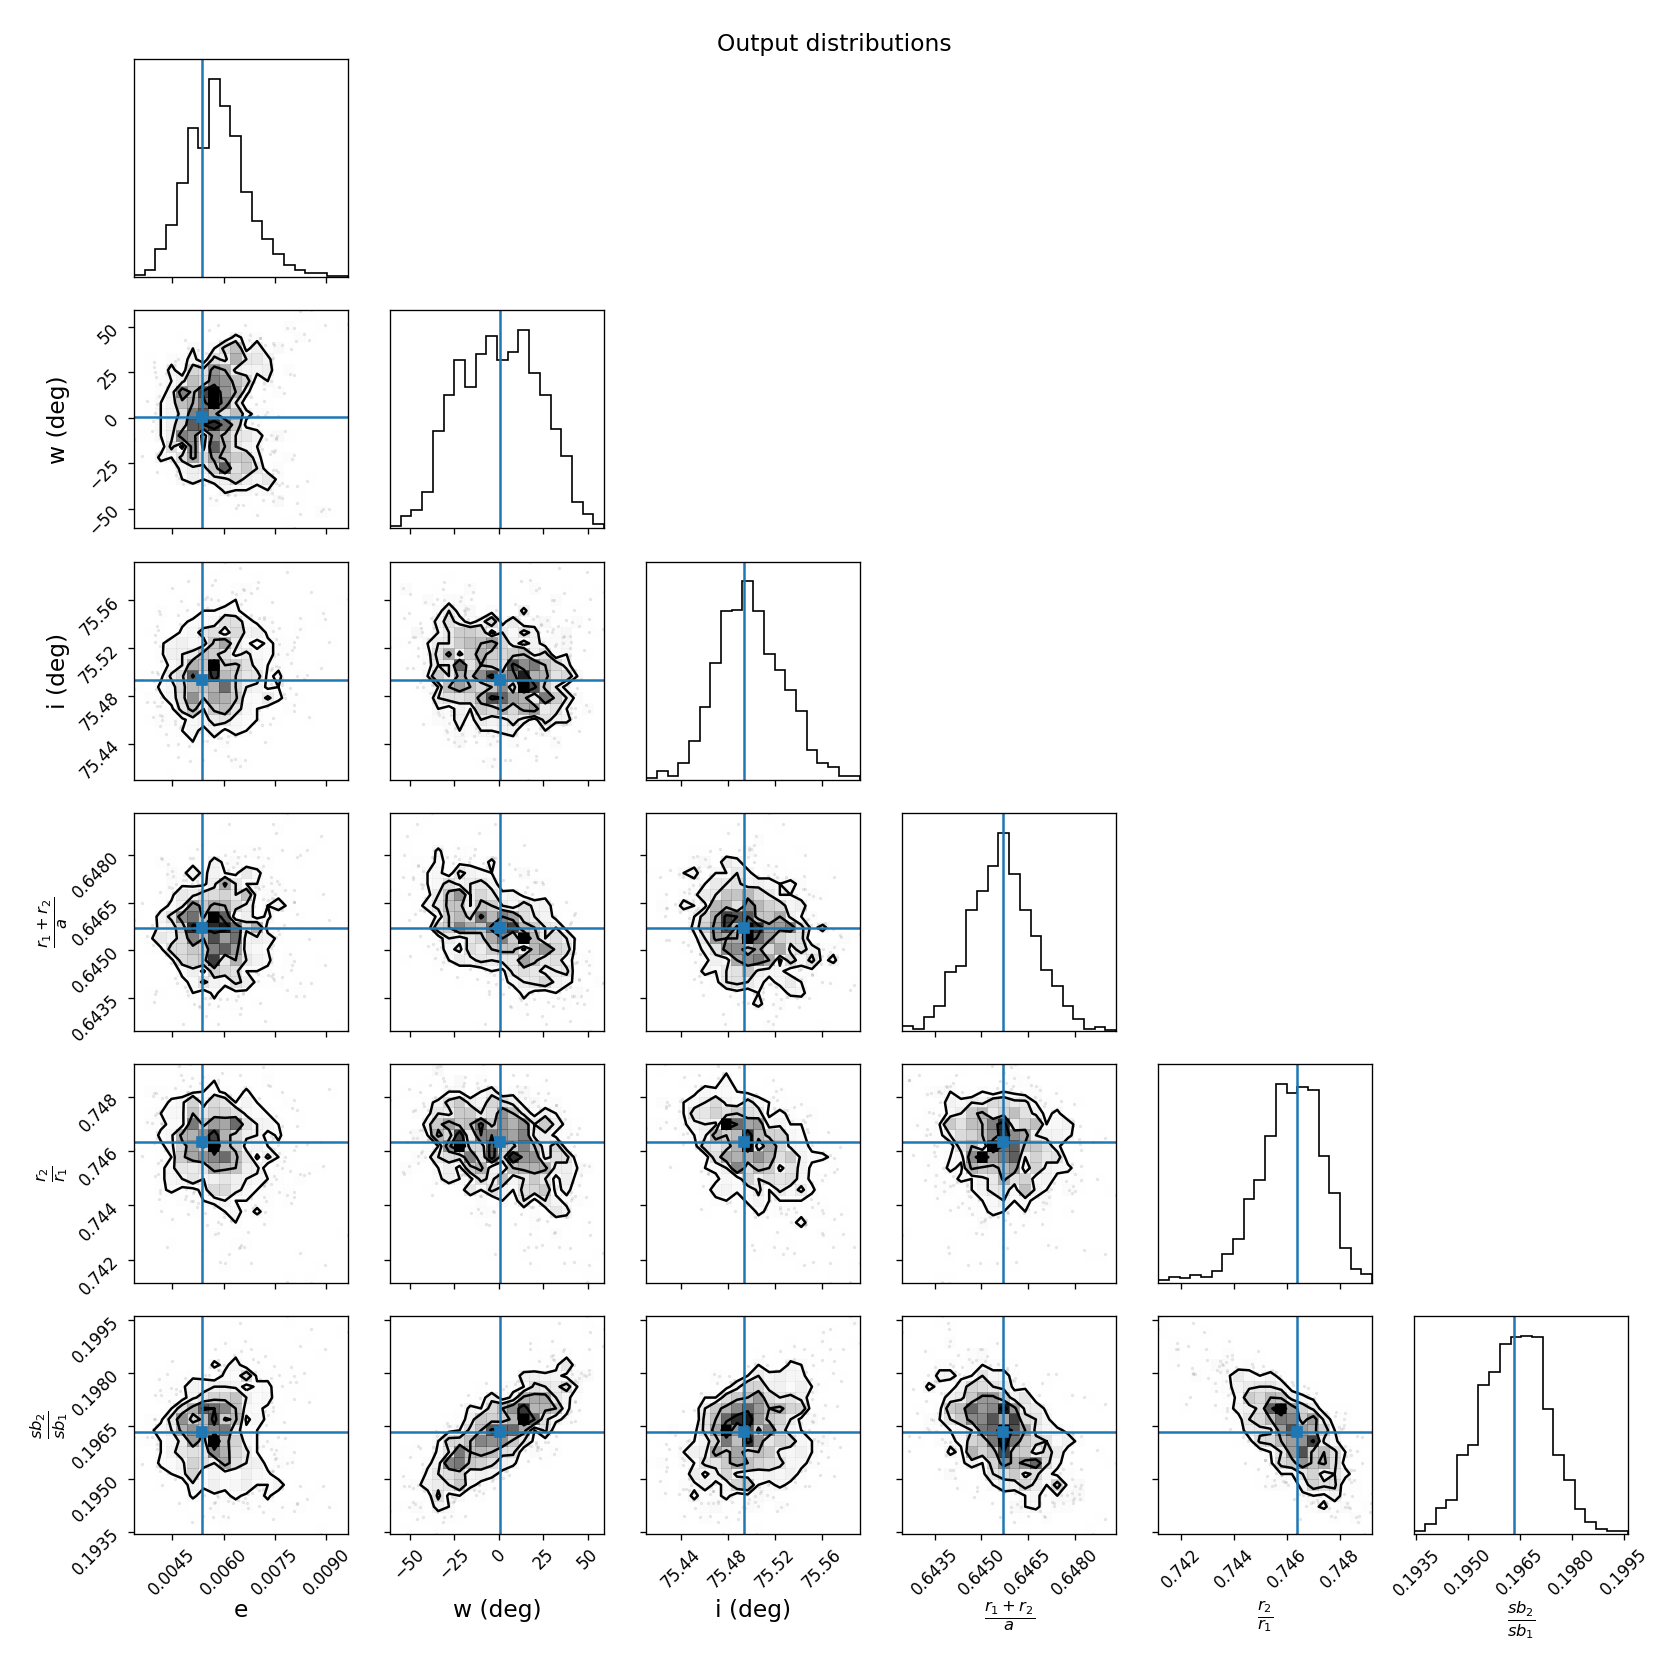 Output distributions
w (deg)
50
25
0
−25
−50
i (deg)
75.56
75.52
75.48
75.44
r₁ + r₂
a
0.6480
0.6465
0.6450
0.6435
r₂
r₁
0.748
0.746
0.744
0.742
sb₂
sb₁
0.1995
0.1980
0.1965
0.1950
0.1935
0.0045 0.0060 0.0075 0.0090 −50 −25 0 25 50 75.44 75.48 75.52 75.56 0.6435 0.6450 0.6465 0.6480 0.742 0.744 0.746 0.748 0.1935 0.1950 0.1965 0.1980 0.1995
e w (deg) i (deg) r₁ + r₂ r₂ sb₂
a r₁ sb₁